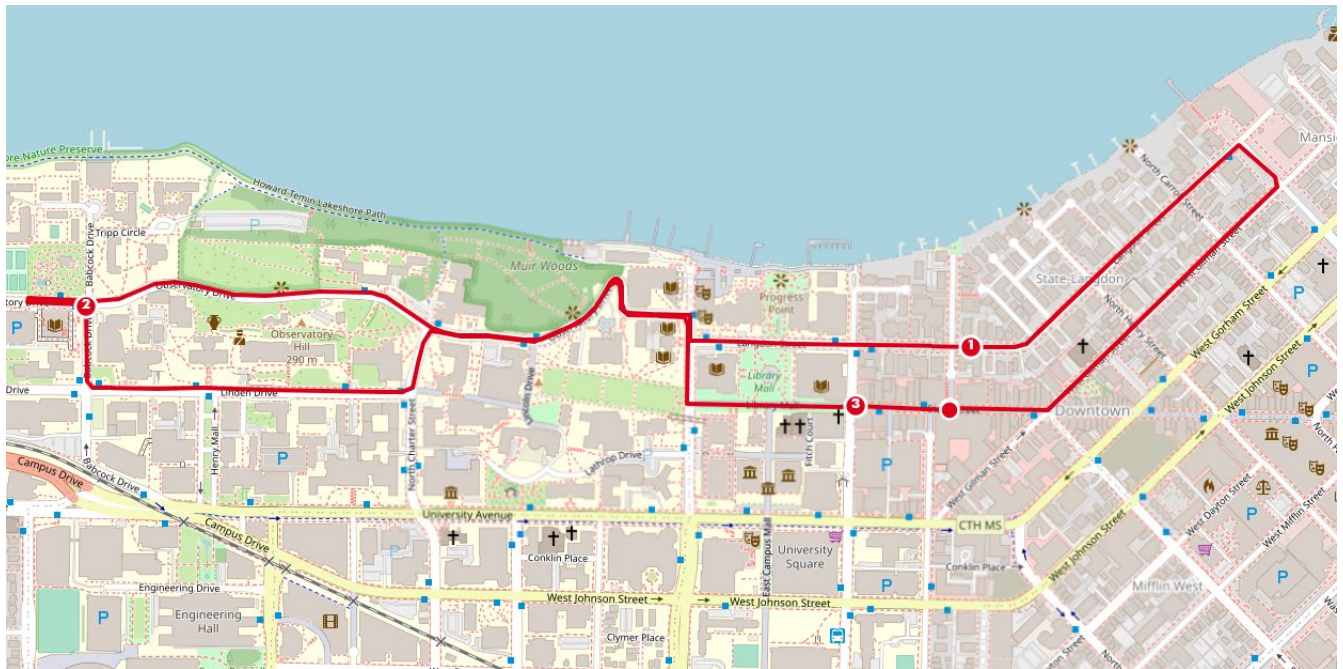 ore Nature Preserve
Howard Temin Lakeshore Path
Mansi
North Carro
Street
Tripp Circle
Babcock Drive
P
Muir Woods
State-Langdon
West Gilman Street
Observatory Drive
2
P
Observatory
Hill
290 m
Progress
Point
North Henry Street
West Gorham Street
West Johnson Street
P
1
Library
Mall
Drive
Linden Drive
3
Downtown
P
Lincoln Drive
Henry Mall
P
North Charter Street
Lathrop Drive
P
Fitch Court
P
West Gilman Street
Campus Drive
Babcock Drive
University Avenue
CTH MS
West Dayton Street
P
West Mifflin Street
Campus Drive
P
Conklin Place
East Campus Mall
University
Square
Conklin Place
P
Engineering Drive
West Johnson Street
West Johnson Street
Mifflin West
P
Engineering
Hall
Clymer Place
P